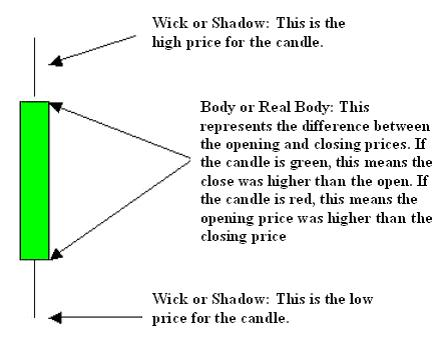 Wick or Shadow: This is the
high price for the candle.
Body or Real Body: This
represents the difference between
the opening and closing prices. If
the candle is green, this means the
close was higher than the open. If
the candle is red, this means the
opening price was higher than the
closing price
Wick or Shadow: This is the low
price for the candle.